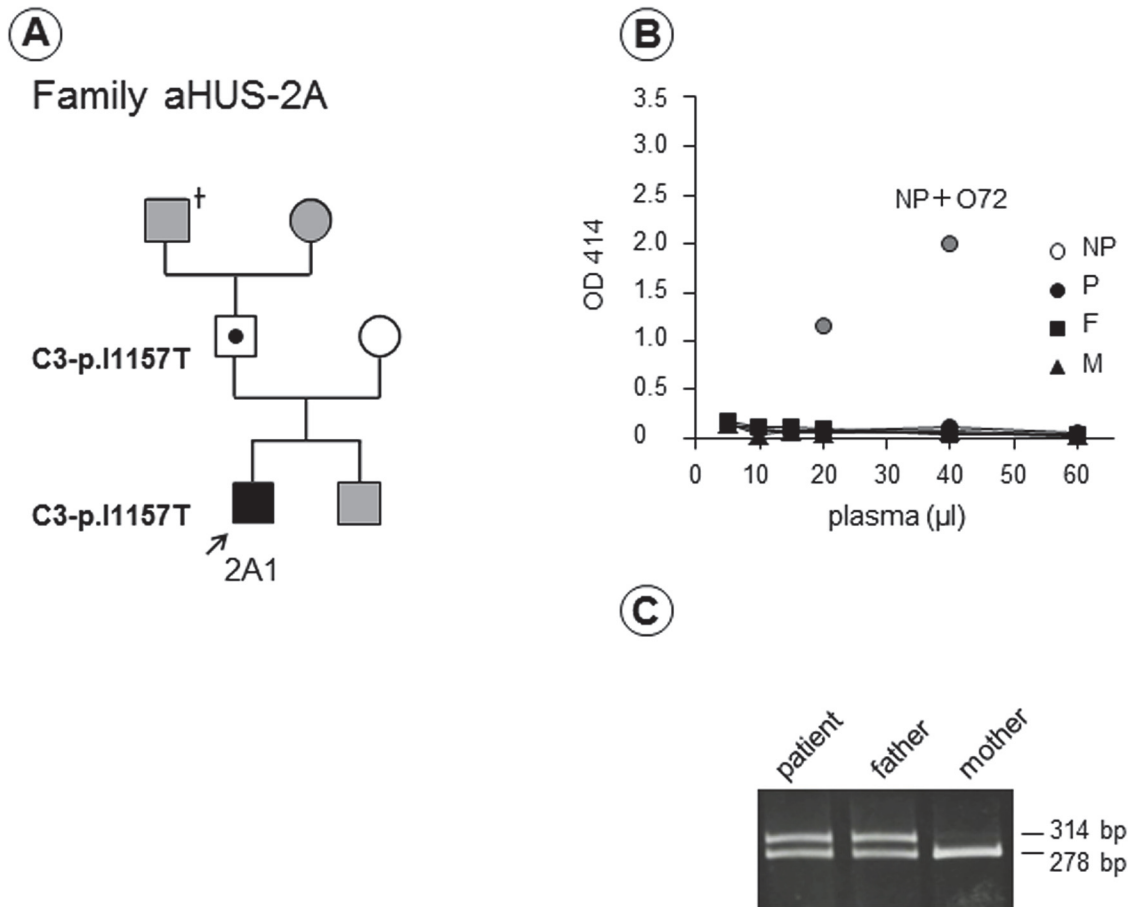 A
Family aHUS-2A
†
C3-p.I1157T
C3-p.I1157T
2A1
B
3.5
3.0
2.5
2.0
1.5
1.0
0.5
0
OD 414
NP+O72
NP
P
F
M
0 10 20 30 40 50 60
plasma (µl)
C
patient father mother
314 bp
278 bp